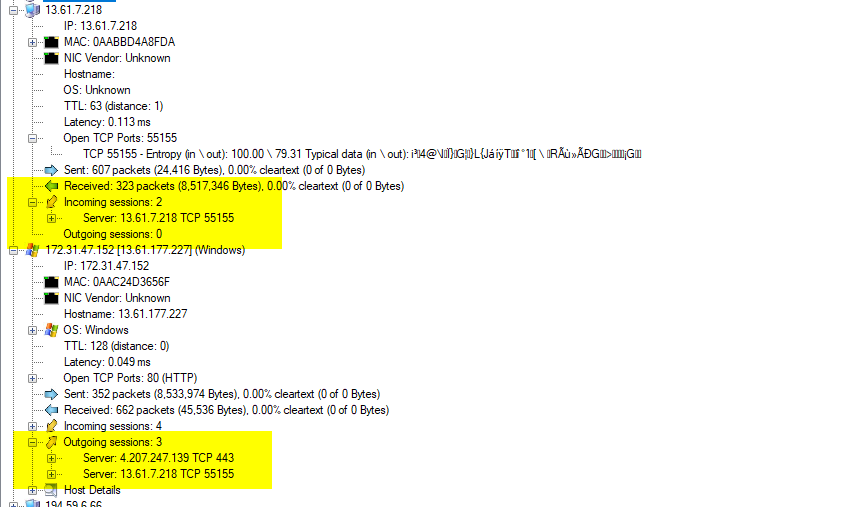 13.61.7.218
IP: 13.61.7.218
MAC: 0AABBD4A8FDA
NIC Vendor: Unknown
Hostname:
OS: Unknown
TTL: 63 (distance: 1)
Latency: 0.113 ms
Open TCP Ports: 55155
TCP 55155 - Entropy (in \ out): 100.00 \ 79.31 Typical data (in \ out):
Sent: 607 packets (24,416 Bytes), 0.00% cleartext (0 of 0 Bytes)
Received: 323 packets (8,517,346 Bytes), 0.00% cleartext (0 of 0 Bytes)
Incoming sessions: 2
Server: 13.61.7.218 TCP 55155
Outgoing sessions: 0
172.31.47.152 [13.61.177.227] (Windows)
IP: 172.31.47.152
MAC: 0AAC24D3656F
NIC Vendor: Unknown
Hostname: 13.61.177.227
OS: Windows
TTL: 128 (distance: 0)
Latency: 0.049 ms
Open TCP Ports: 80 (HTTP)
Sent: 352 packets (8,533,974 Bytes), 0.00% cleartext (0 of 0 Bytes)
Received: 662 packets (45,536 Bytes), 0.00% cleartext (0 of 0 Bytes)
Incoming sessions: 4
Outgoing sessions: 3
Server: 4.207.247.139 TCP 443
Server: 13.61.7.218 TCP 55155
Host Details
194.59.6.66